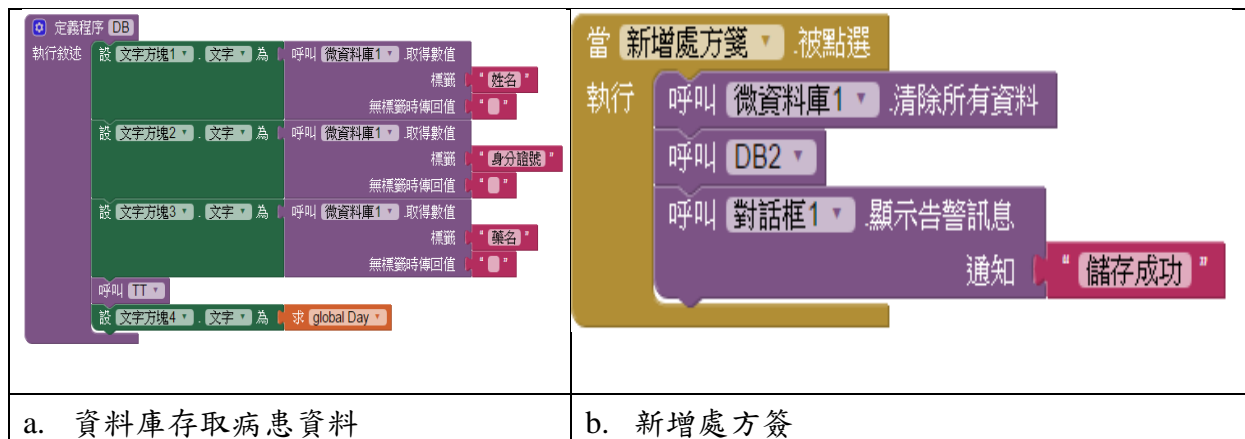 定義程序 DB
執行敘述 設 文字方塊1 . 文字 為 呼叫 微資料庫1 .取得數值
標籤 " 姓名 "
無標籤時傳回值 " "
設 文字方塊2 . 文字 為 呼叫 微資料庫1 .取得數值
標籤 " 身分證號 "
無標籤時傳回值 " "
設 文字方塊3 . 文字 為 呼叫 微資料庫1 .取得數值
標籤 " 藥名 "
無標籤時傳回值 " "
呼叫 TT
設 文字方塊4 . 文字 為 求 global Day
當 新增處方箋 .被點選
執行 呼叫 微資料庫1 .清除所有資料
呼叫 DB2
呼叫 對話框1 .顯示告警訊息
通知 " 儲存成功 "
a. 資料庫存取病患資料
b. 新增處方簽